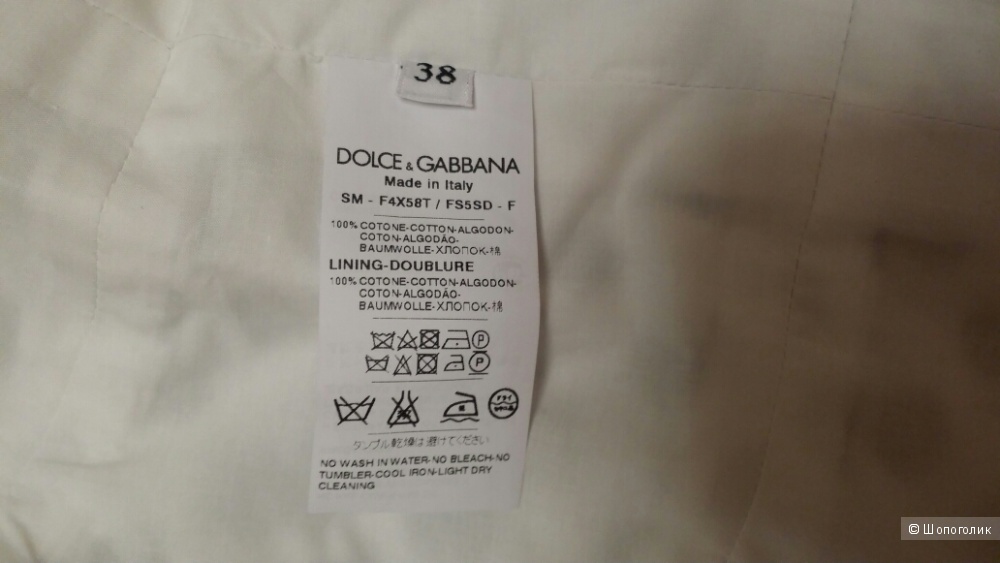 38
DOLCE & GABBANA
Made in Italy
SM - F4X58T / FS5SD - F
100% COTONE-COTTON-ALGODON-
COTON-ALGODÃO-
BAUMWOLLE-ХЛОПОК-棉
LINING-DOUBLURE
100% COTONE-COTTON-ALGODON-
COTON-ALGODÃO-
BAUMWOLLE-ХЛОПОК-棉
P
P
タンブル乾燥は避けてください
NO WASH IN WATER-NO BLEACH-NO
TUMBLER-COOL IRON-LIGHT DRY
CLEANING
© Шопоголик